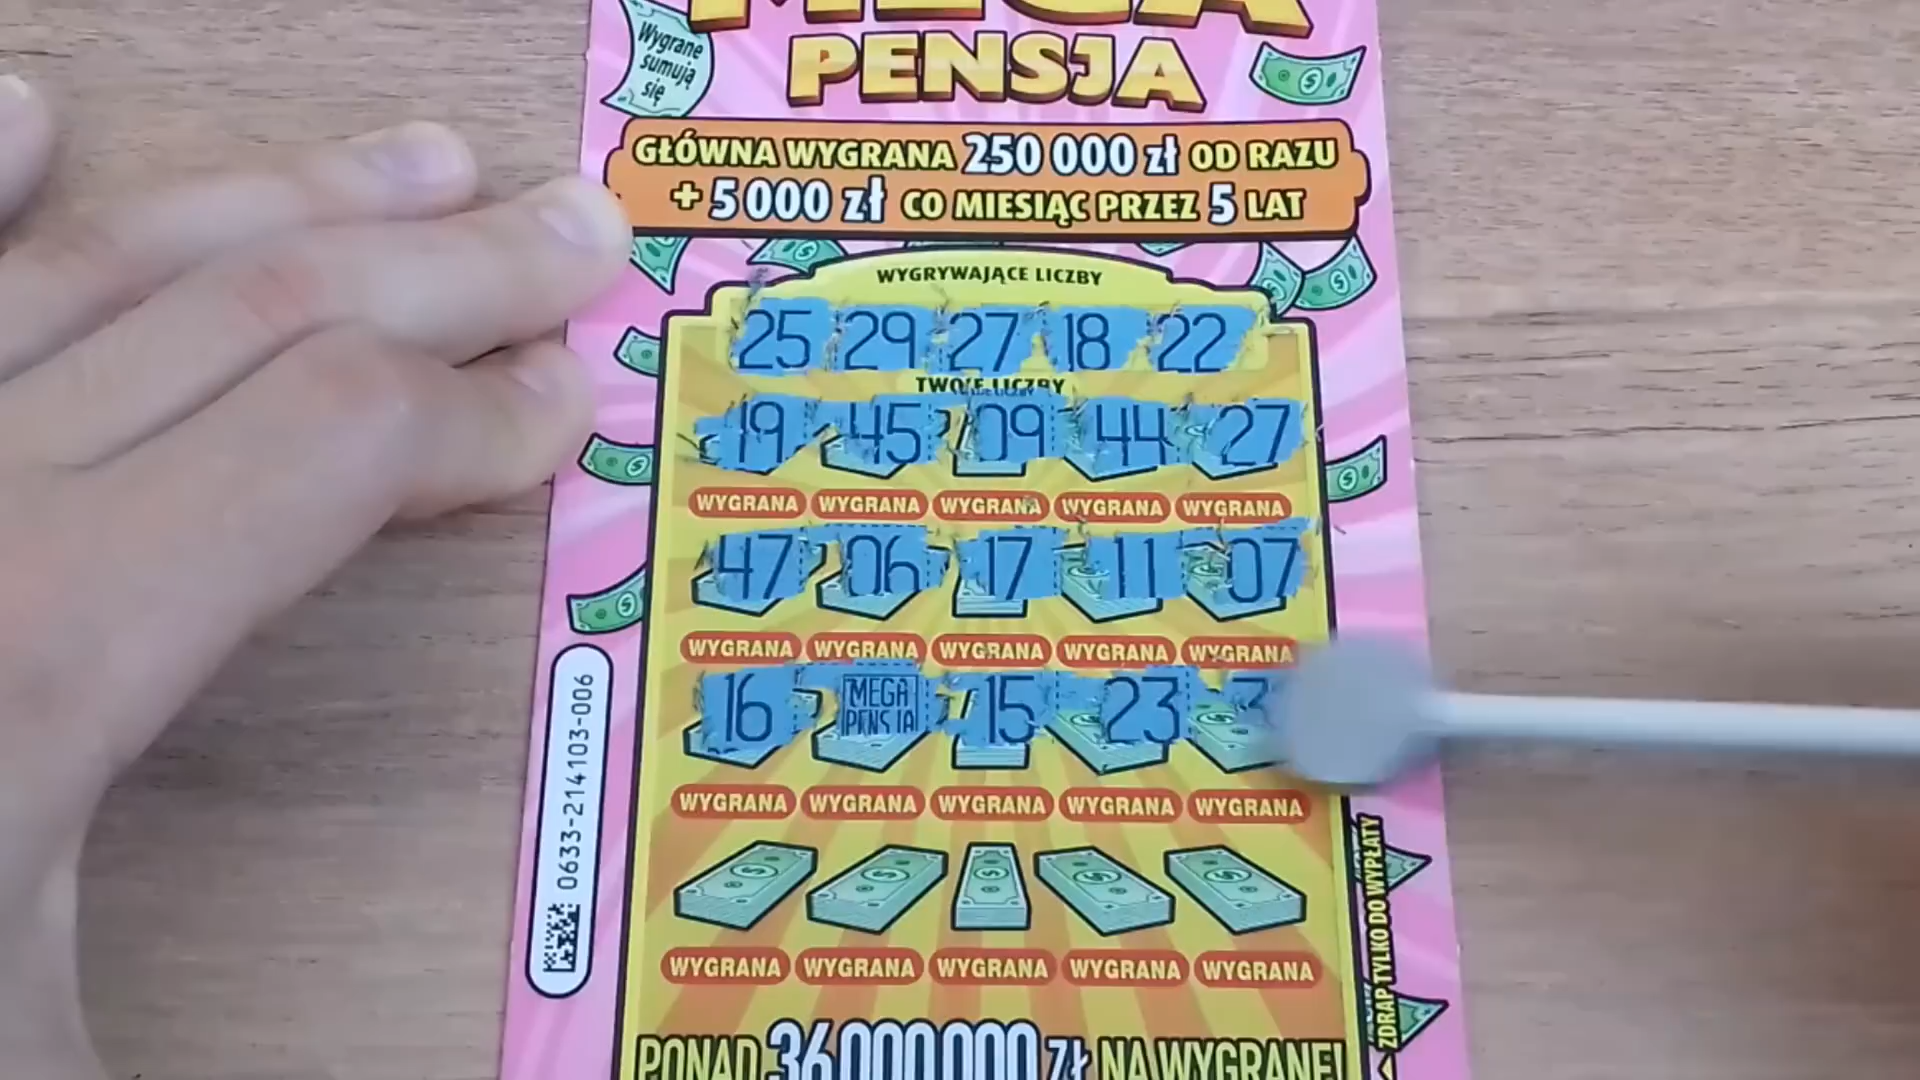 Wygrane
sumują
się
MEGA
PENSJA
GŁÓWNA WYGRANA 250 000 zł OD RAZU
+ 5 000 zł CO MIESIĄC PRZEZ 5 LAT
WYGRYWAJĄCE LICZBY
25 29 27 18 22
TWOJE LICZBY
19 45 09 44 27
WYGRANA WYGRANA WYGRANA WYGRANA WYGRANA
47 06 17 11 07
WYGRANA WYGRANA WYGRANA WYGRANA WYGRANA
16 MEGA PENSJA 15 23
WYGRANA WYGRANA WYGRANA WYGRANA WYGRANA
WYGRANA WYGRANA WYGRANA WYGRANA WYGRANA
PONAD 36 000 000 ZŁ NA WYGRANE!
0633-214103-006
ZDRAP TYLKO DO WYPŁATY